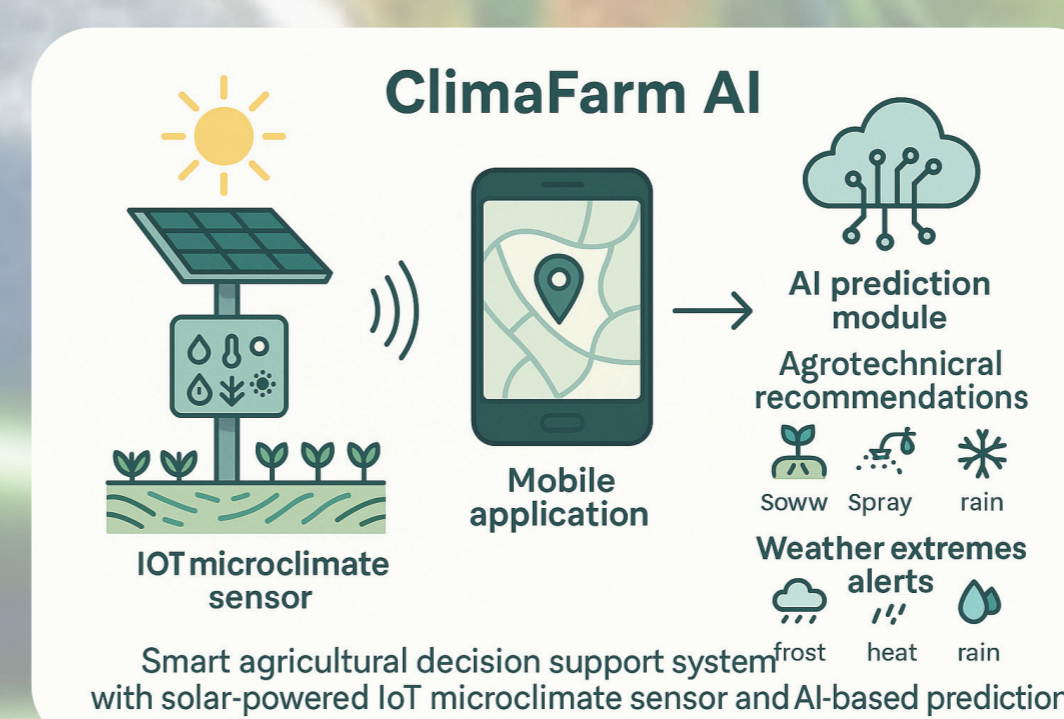 ClimaFarm AI
IOT microclimate
sensor
Mobile
application
AI prediction
module
Agrotechnicral
recommendations
Soww Spray rain
Weather extremes
alerts
frost heat rain
Smart agricultural decision support system
with solar-powered IoT microclimate sensor and AI-based prediction